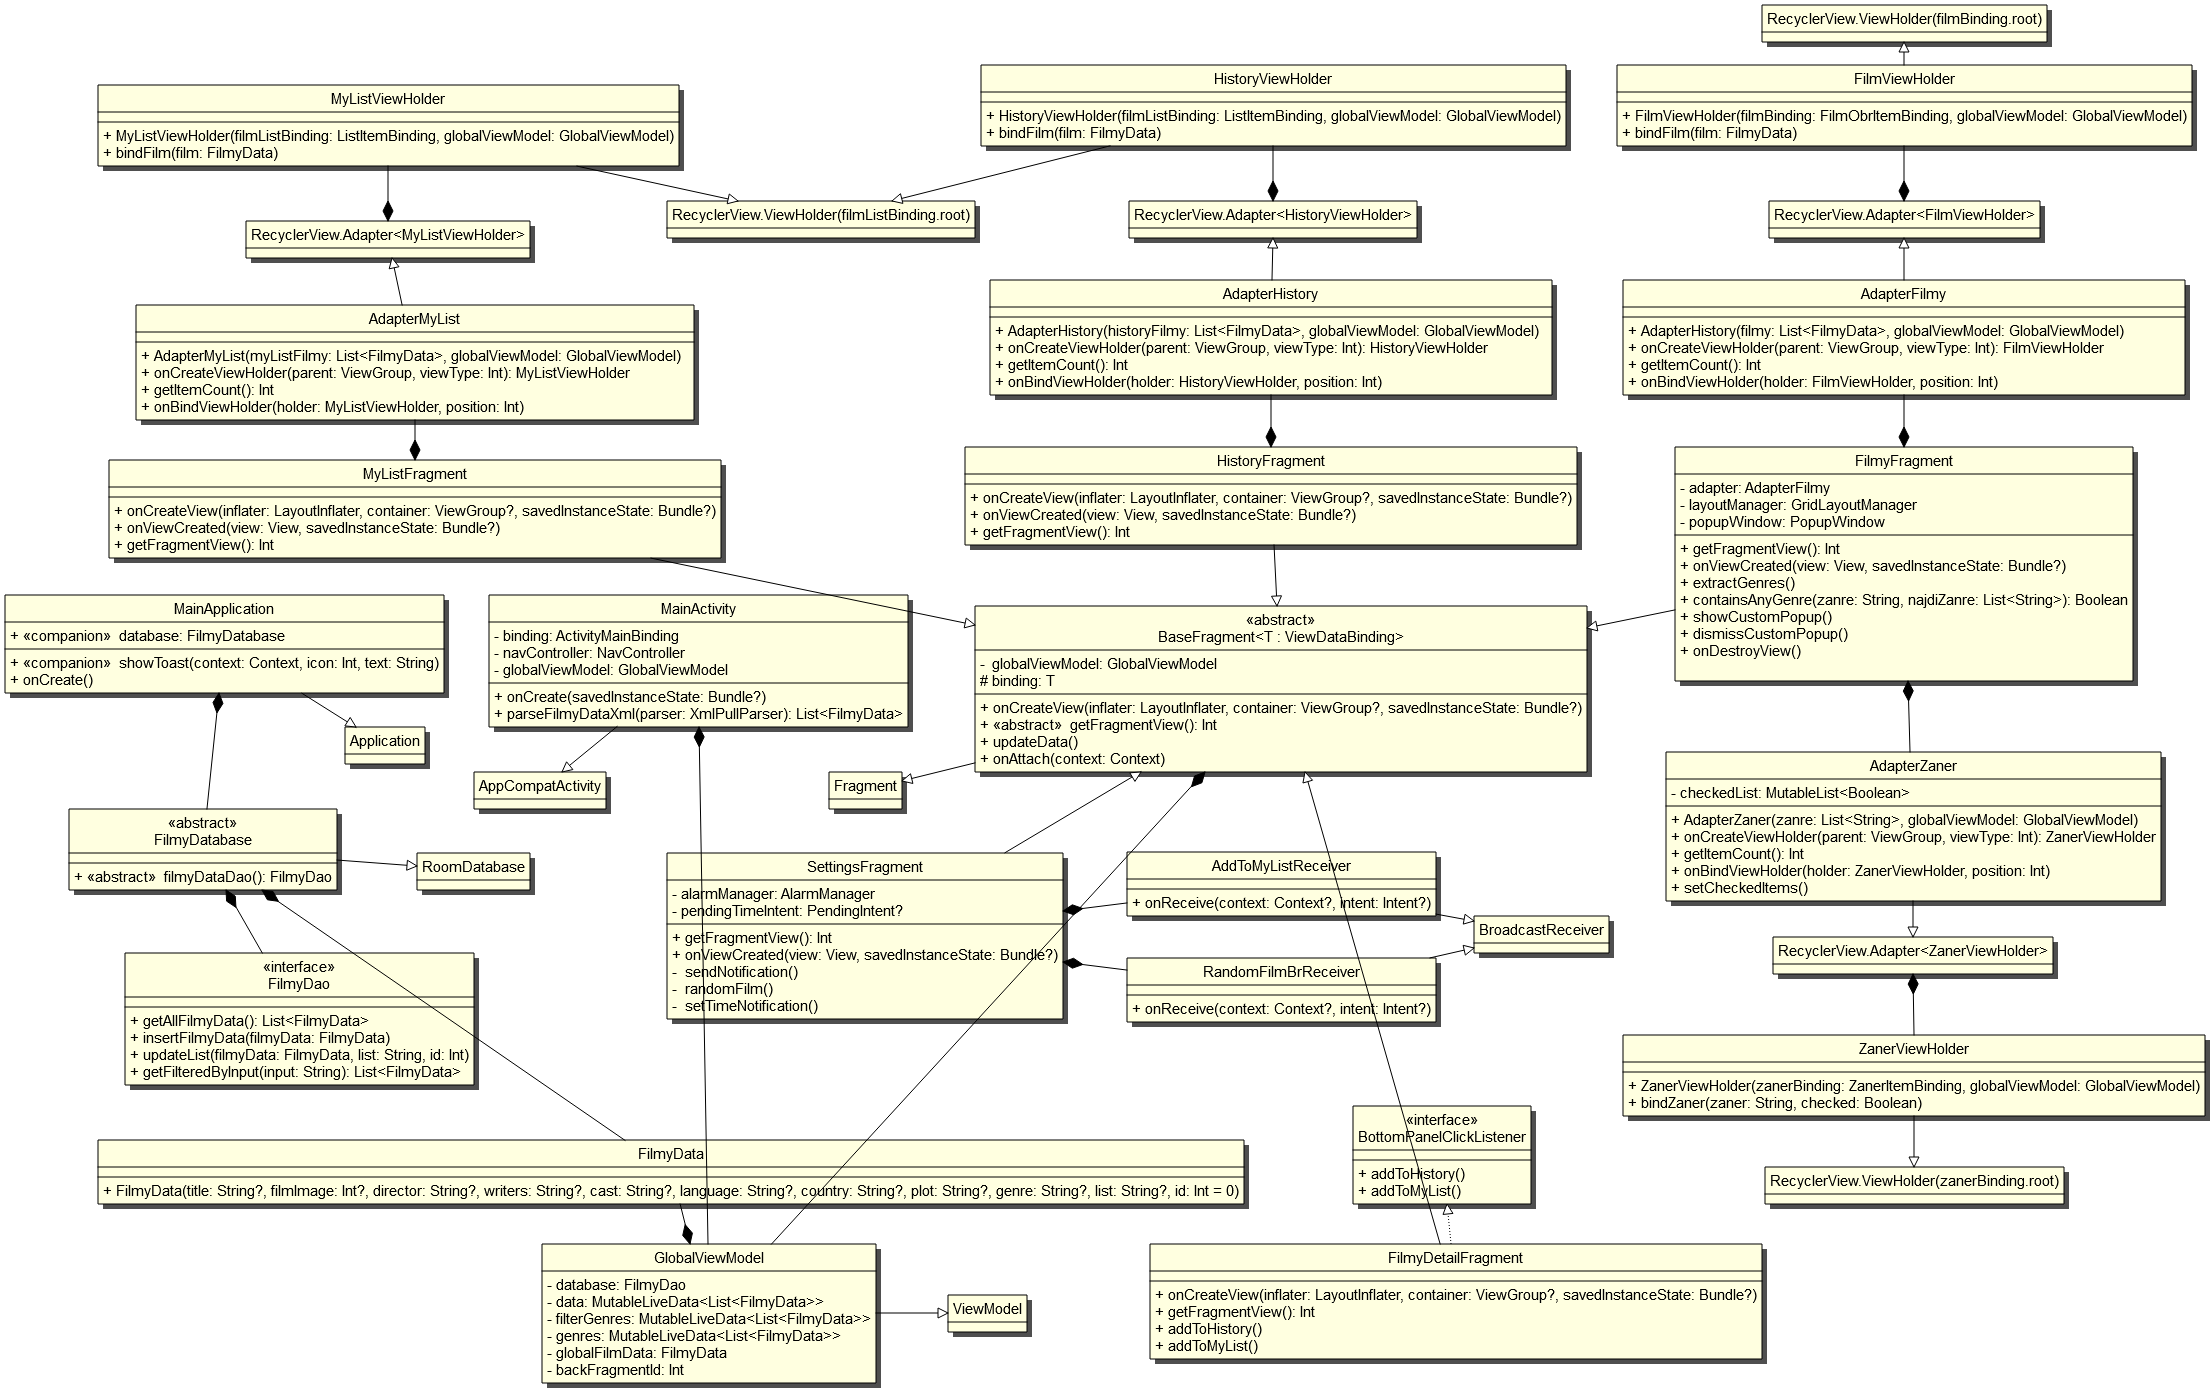 RecyclerView.ViewHolder(filmBinding.root)
MyListViewHolder
+ MyListViewHolder(filmListBinding: ListItemBinding, globalViewModel: GlobalViewModel)
+ bindFilm(film: FilmyData)
HistoryViewHolder
+ HistoryViewHolder(filmListBinding: ListItemBinding, globalViewModel: GlobalViewModel)
+ bindFilm(film: FilmyData)
FilmViewHolder
+ FilmViewHolder(filmBinding: FilmObrItemBinding, globalViewModel: GlobalViewModel)
+ bindFilm(film: FilmyData)
RecyclerView.Adapter<MyListViewHolder>
RecyclerView.ViewHolder(filmListBinding.root)
RecyclerView.Adapter<HistoryViewHolder>
RecyclerView.Adapter<FilmViewHolder>
AdapterMyList
+ AdapterMyList(myListFilmy: List<FilmyData>, globalViewModel: GlobalViewModel)
+ onCreateViewHolder(parent: ViewGroup, viewType: Int): MyListViewHolder
+ getItemCount(): Int
+ onBindViewHolder(holder: MyListViewHolder, position: Int)
AdapterHistory
+ AdapterHistory(historyFilmy: List<FilmyData>, globalViewModel: GlobalViewModel)
+ onCreateViewHolder(parent: ViewGroup, viewType: Int): HistoryViewHolder
+ getItemCount(): Int
+ onBindViewHolder(holder: HistoryViewHolder, position: Int)
AdapterFilmy
+ AdapterHistory(filmy: List<FilmyData>, globalViewModel: GlobalViewModel)
+ onCreateViewHolder(parent: ViewGroup, viewType: Int): FilmViewHolder
+ getItemCount(): Int
+ onBindViewHolder(holder: FilmViewHolder, position: Int)
MyListFragment
+ onCreateView(inflater: LayoutInflater, container: ViewGroup?, savedInstanceState: Bundle?)
+ onViewCreated(view: View, savedInstanceState: Bundle?)
+ getFragmentView(): Int
HistoryFragment
+ onCreateView(inflater: LayoutInflater, container: ViewGroup?, savedInstanceState: Bundle?)
+ onViewCreated(view: View, savedInstanceState: Bundle?)
+ getFragmentView(): Int
FilmyFragment
- adapter: AdapterFilmy
- layoutManager: GridLayoutManager
- popupWindow: PopupWindow
+ getFragmentView(): Int
+ onViewCreated(view: View, savedInstanceState: Bundle?)
+ extractGenres()
+ containsAnyGenre(zanre: String, najdiZanre: List<String>): Boolean
+ showCustomPopup()
+ dismissCustomPopup()
+ onDestroyView()
MainApplication
+ «companion» database: FilmyDatabase
+ «companion» showToast(context: Context, icon: Int, text: String)
+ onCreate()
MainActivity
- binding: ActivityMainBinding
- navController: NavController
- globalViewModel: GlobalViewModel
+ onCreate(savedInstanceState: Bundle?)
+ parseFilmyDataXml(parser: XmlPullParser): List<FilmyData>
«abstract»
BaseFragment<T : ViewDataBinding>
- globalViewModel: GlobalViewModel
# binding: T
+ onCreateView(inflater: LayoutInflater, container: ViewGroup?, savedInstanceState: Bundle?)
+ «abstract» getFragmentView(): Int
+ updateData()
+ onAttach(context: Context)
Application
AppCompatActivity
Fragment
AdapterZaner
- checkedList: MutableList<Boolean>
+ AdapterZaner(zanre: List<String>, globalViewModel: GlobalViewModel)
+ onCreateViewHolder(parent: ViewGroup, viewType: Int): ZanerViewHolder
+ getItemCount(): Int
+ onBindViewHolder(holder: ZanerViewHolder, position: Int)
+ setCheckedItems()
«abstract»
FilmyDatabase
+ «abstract» filmyDataDao(): FilmyDao
RoomDatabase
SettingsFragment
- alarmManager: AlarmManager
- pendingTimeIntent: PendingIntent?
+ getFragmentView(): Int
+ onViewCreated(view: View, savedInstanceState: Bundle?)
- sendNotification()
- randomFilm()
- setTimeNotification()
AddToMyListReceiver
+ onReceive(context: Context?, intent: Intent?)
BroadcastReceiver
RandomFilmBrReceiver
+ onReceive(context: Context?, intent: Intent?)
RecyclerView.Adapter<ZanerViewHolder>
«interface»
FilmyDao
+ getAllFilmyData(): List<FilmyData>
+ insertFilmyData(filmyData: FilmyData)
+ updateList(filmyData: FilmyData, list: String, id: Int)
+ getFilteredByInput(input: String): List<FilmyData>
ZanerViewHolder
+ ZanerViewHolder(zanerBinding: ZanerItemBinding, globalViewModel: GlobalViewModel)
+ bindZaner(zaner: String, checked: Boolean)
FilmyData
+ FilmyData(title: String?, filmImage: Int?, director: String?, writers: String?, cast: String?, language: String?, country: String?, plot: String?, genre: String?, list: String?, id: Int = 0)
«interface»
BottomPanelClickListener
+ addToHistory()
+ addToMyList()
RecyclerView.ViewHolder(zanerBinding.root)
GlobalViewModel
- database: FilmyDao
- data: MutableLiveData<List<FilmyData>>
- filterGenres: MutableLiveData<List<FilmyData>>
- genres: MutableLiveData<List<FilmyData>>
- globalFilmData: FilmyData
- backFragmentId: Int
ViewModel
FilmyDetailFragment
+ onCreateView(inflater: LayoutInflater, container: ViewGroup?, savedInstanceState: Bundle?)
+ getFragmentView(): Int
+ addToHistory()
+ addToMyList()